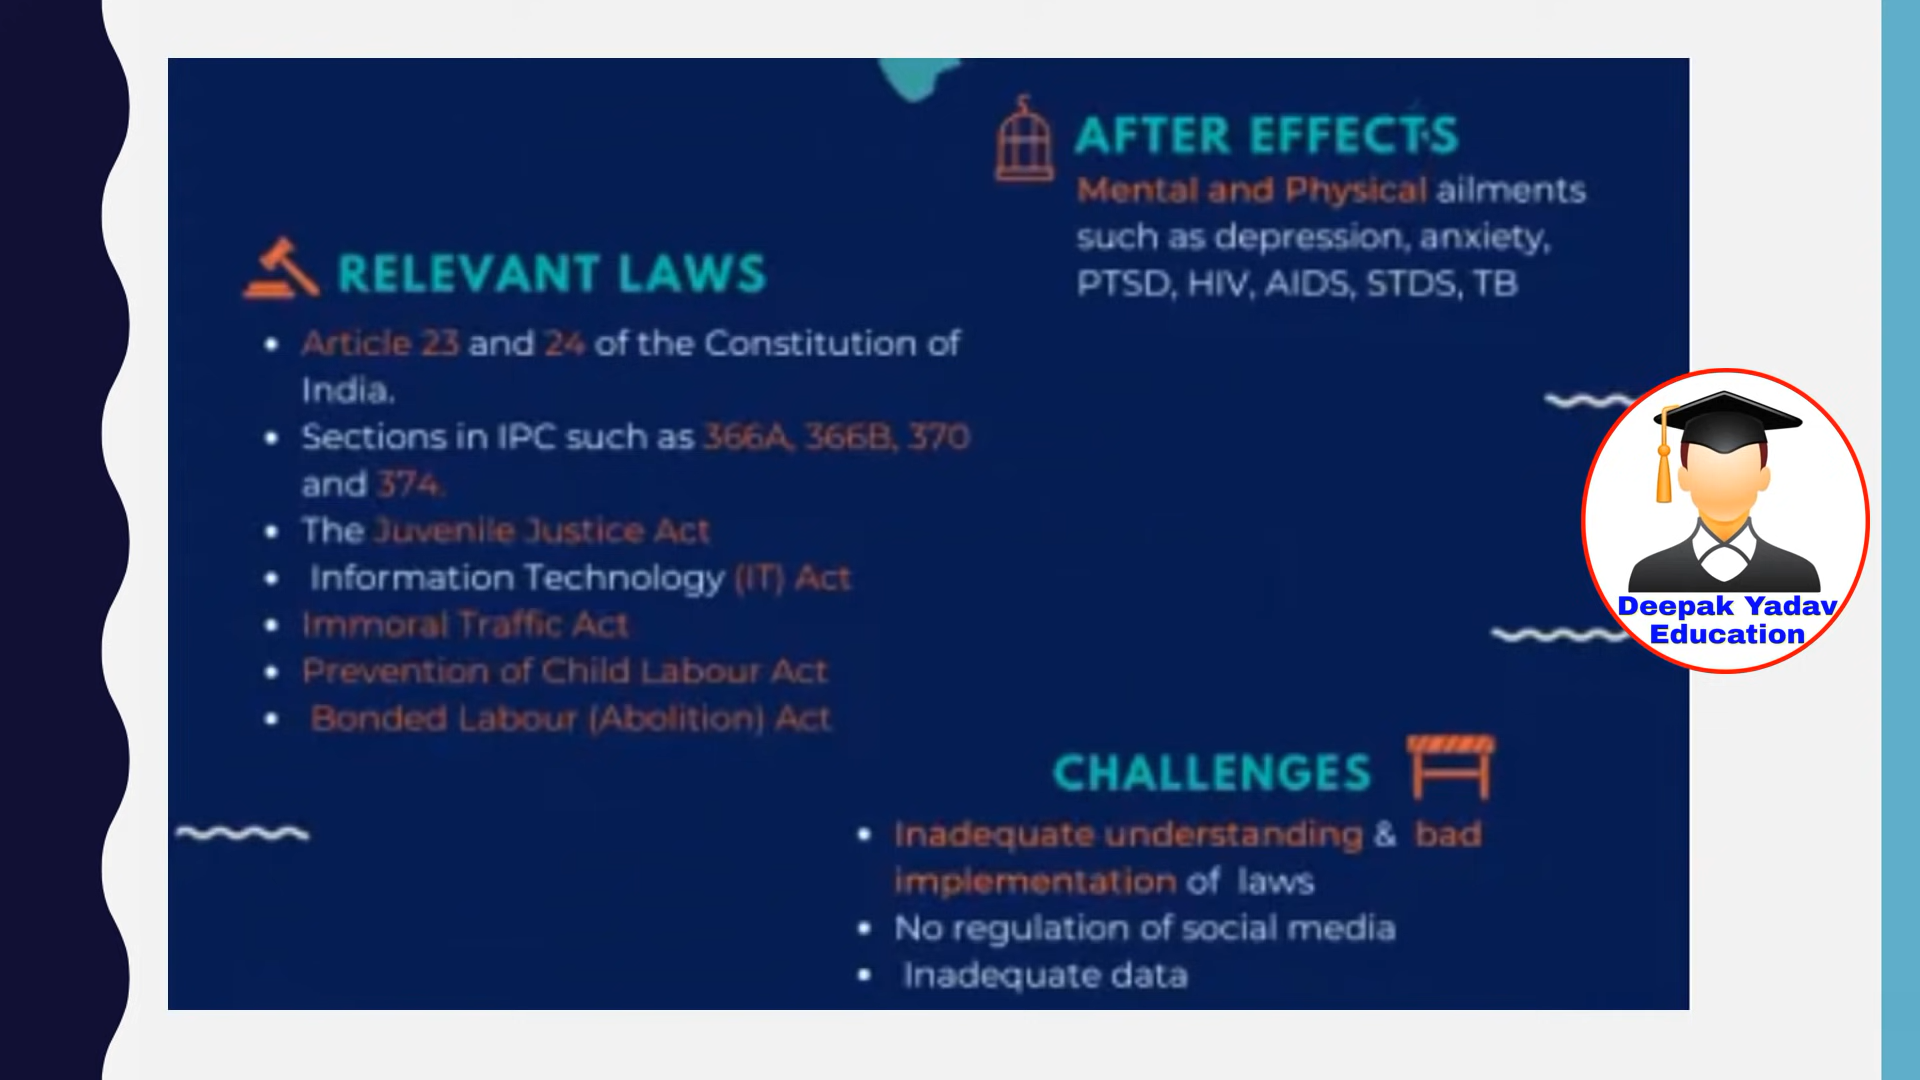 AFTER EFFECTS
Mental and Physical ailments
such as depression, anxiety,
PTSD, HIV, AIDS, STDS, TB
RELEVANT LAWS
• Article 23 and 24 of the Constitution of
India.
• Sections in IPC such as 366A, 366B, 370
and 374.
• The Juvenile Justice Act
• Information Technology (IT) Act
• Immoral Traffic Act
• Prevention of Child Labour Act
• Bonded Labour (Abolition) Act
CHALLENGES
• Inadequate understanding & bad
implementation of laws
• No regulation of social media
• Inadequate data
Deepak Yadav
Education